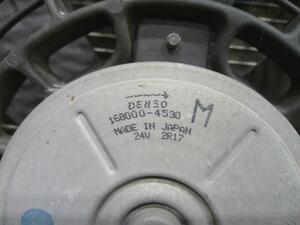 DENSO
168000-4530
M
MADE IN JAPAN
24V 2R17